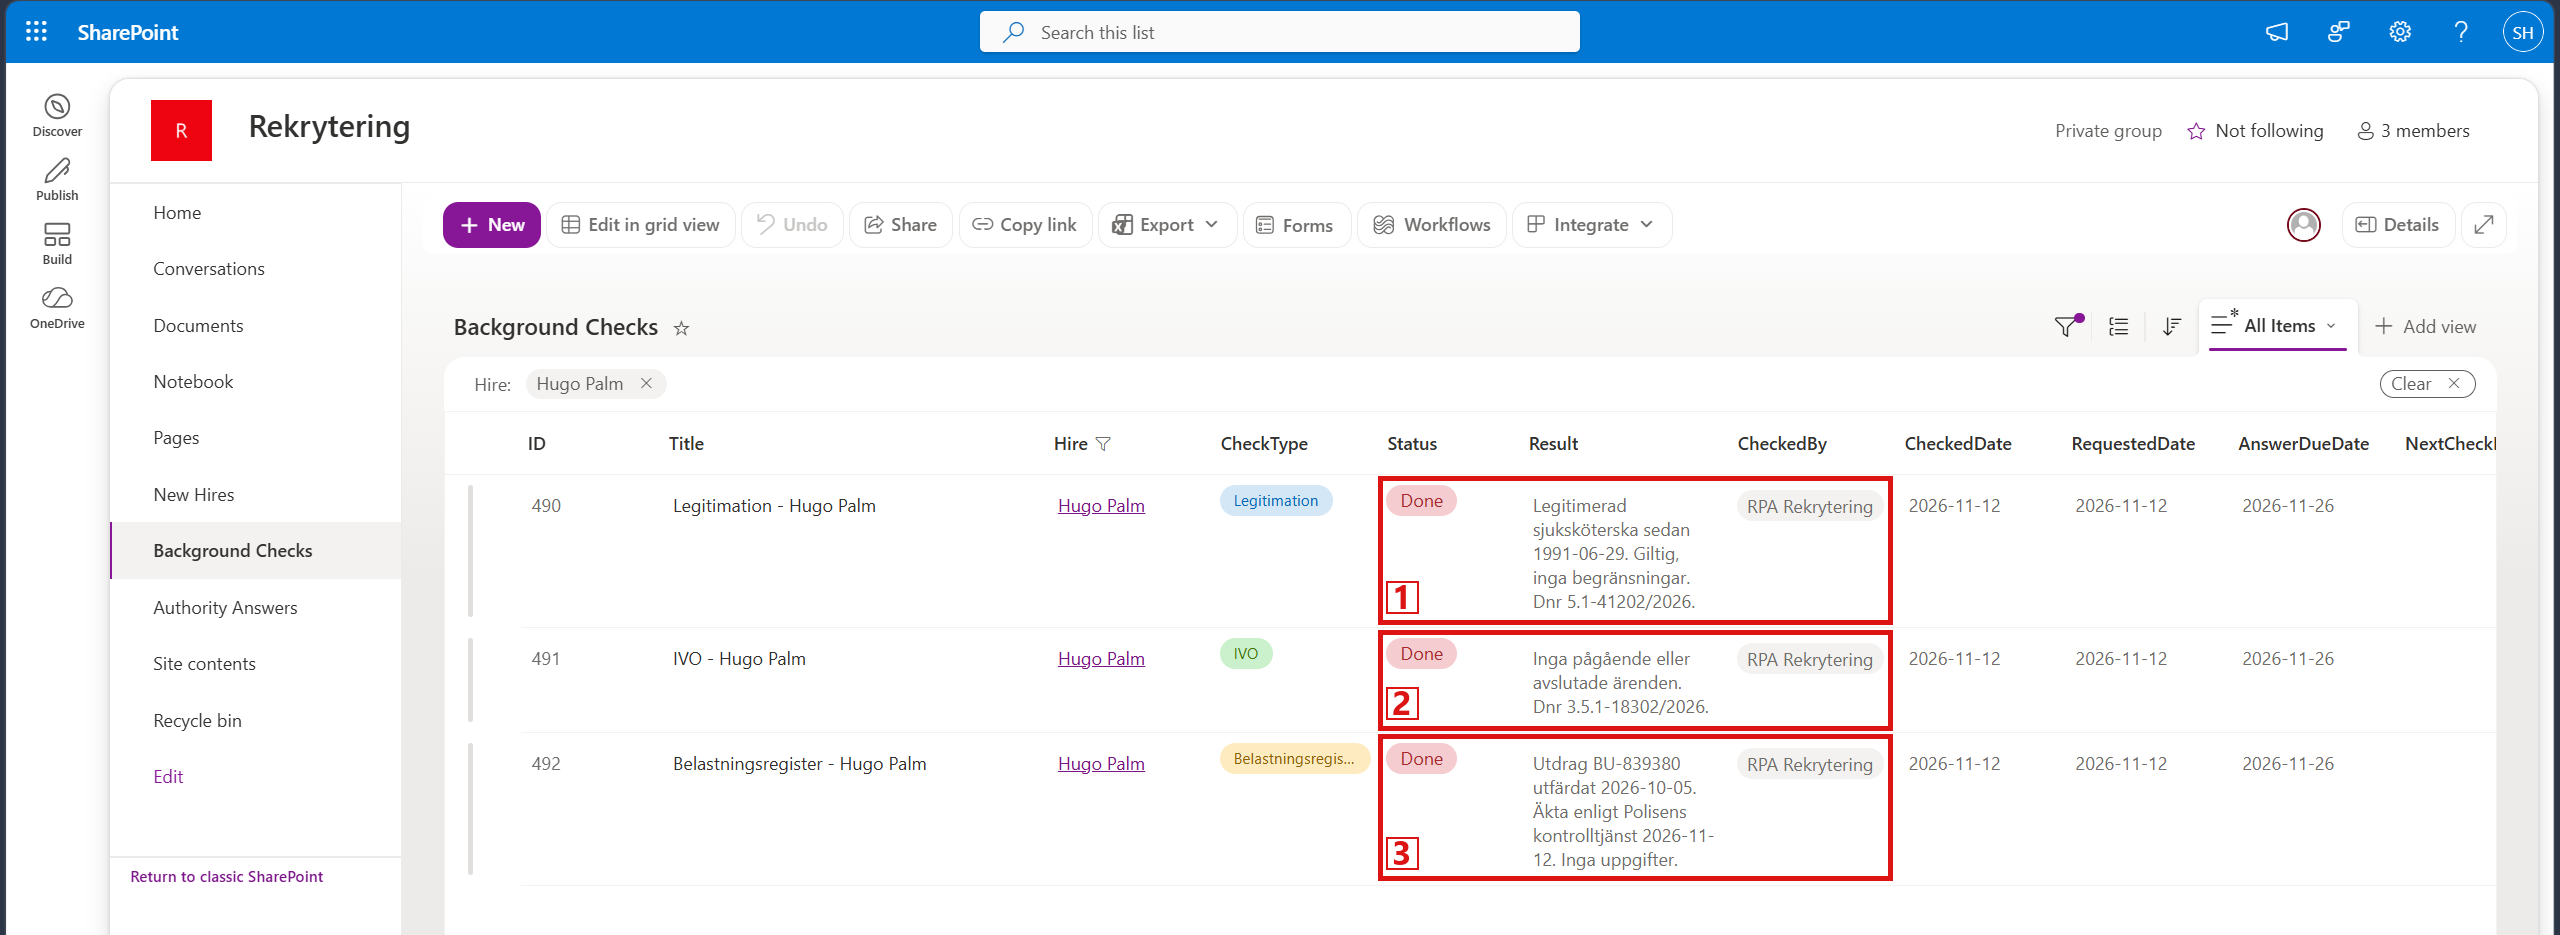 SharePoint
Search this list
SH
Discover
Publish
Build
OneDrive
R
Rekrytering
Private group
Not following
3 members
Home
Conversations
Documents
Notebook
Pages
New Hires
Background Checks
Authority Answers
Site contents
Recycle bin
Edit
Return to classic SharePoint
New
Edit in grid view
Undo
Share
Copy link
Export
Forms
Workflows
Integrate
Details
Background Checks
All Items
Add view
Hire:
Hugo Palm
Clear
ID Title Hire CheckType Status Result CheckedBy CheckedDate RequestedDate AnswerDueDate NextCheck
490 Legitimation - Hugo Palm Hugo Palm Legitimation Done
Legitimerad
sjuksköterska sedan
1991-06-29. Giltig,
inga begränsningar.
Dnr 5.1-41202/2026.
RPA Rekrytering 2026-11-12 2026-11-12 2026-11-26
1
491 IVO - Hugo Palm Hugo Palm IVO Done
Inga pågående eller
avslutade ärenden.
Dnr 3.5.1-18302/2026.
RPA Rekrytering 2026-11-12 2026-11-12 2026-11-26
2
492 Belastningsregister - Hugo Palm Hugo Palm Belastningsregis... Done
Utdrag BU-839380
utfärdat 2026-10-05.
Äkta enligt Polisens
kontrolltjänst 2026-11-
12. Inga uppgifter.
RPA Rekrytering 2026-11-12 2026-11-12 2026-11-26
3